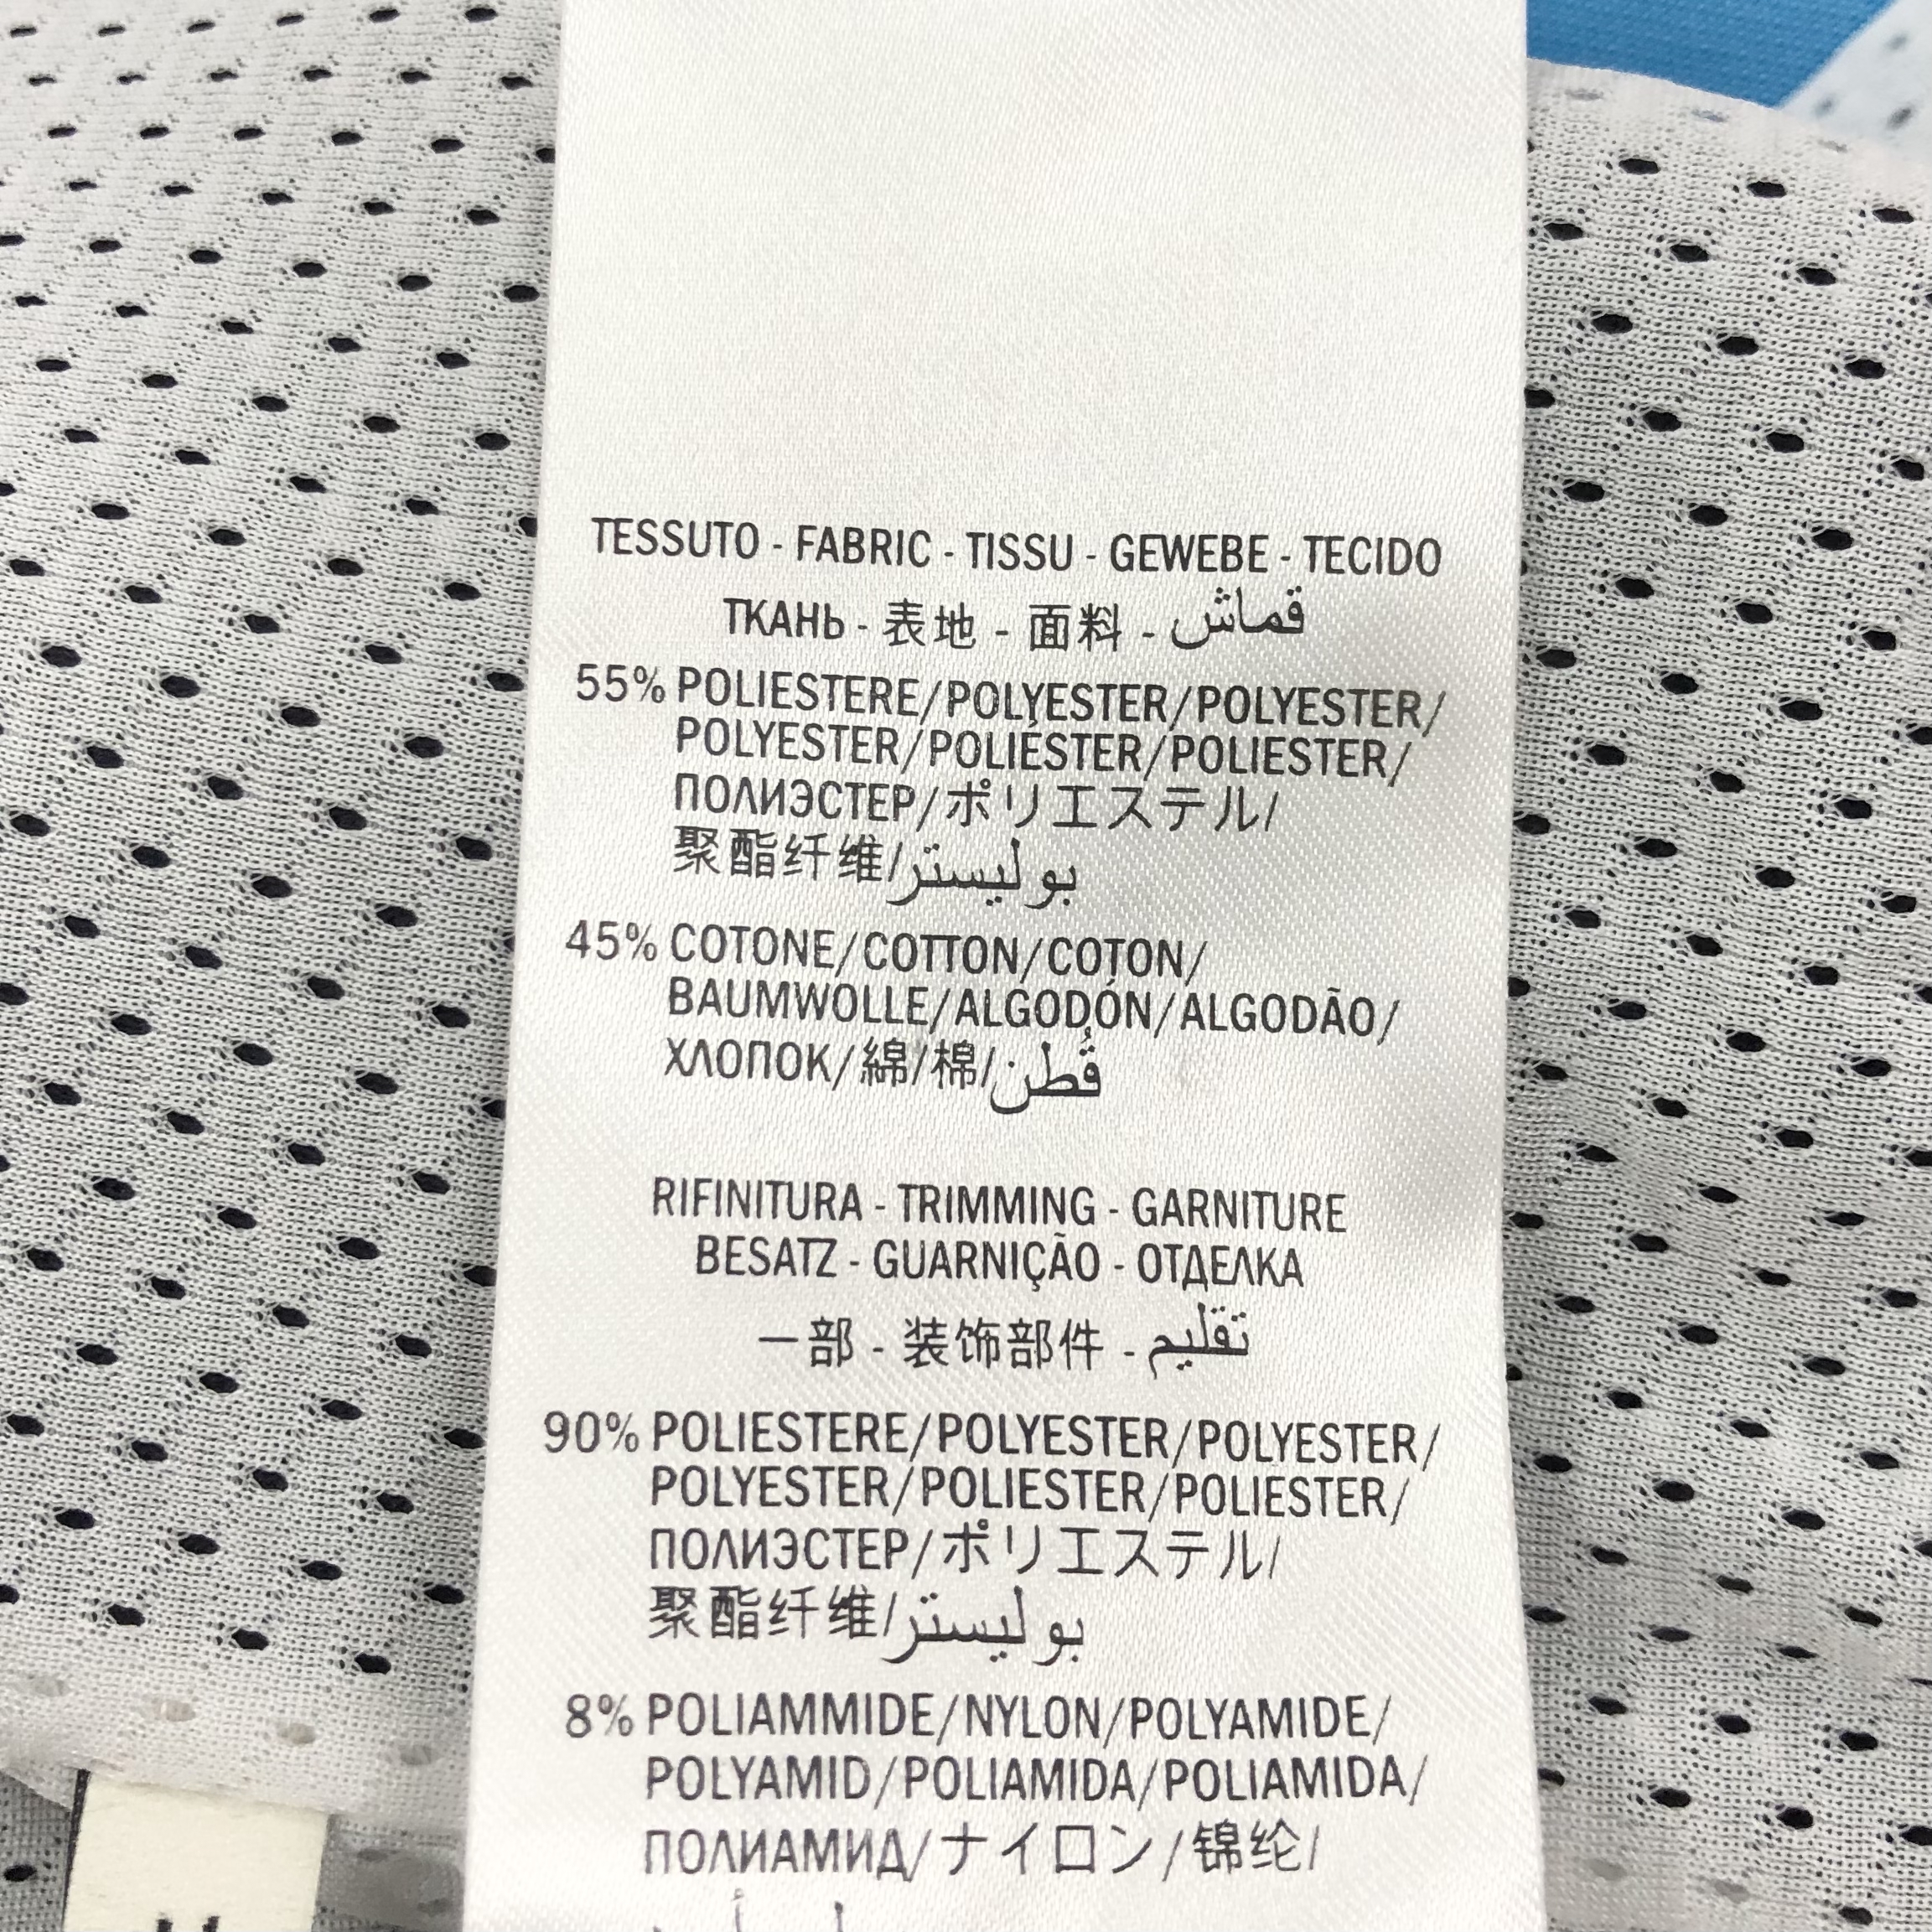 TESSUTO - FABRIC - TISSU - GEWEBE - TECIDO
ТКАНЬ - 表地 - 面料 - قماش
55% POLIESTERE/POLYESTER/POLYESTER/
POLYESTER/POLIÉSTER/POLIESTER/
ПОЛИЭСТЕР/ポリエステル/
聚酯纤维/بوليستر
45% COTONE/COTTON/COTON/
BAUMWOLLE/ALGODÓN/ALGODÃO/
ХЛОПОК/綿/棉/قُطن
RIFINITURA - TRIMMING - GARNITURE
BESATZ - GUARNIÇÃO - ОТДЕЛКА
一部 - 装饰部件 - تقليم
90% POLIESTERE/POLYESTER/POLYESTER/
POLYESTER/POLIESTER/POLIESTER/
ПОЛИЭСТЕР/ポリエステル/
聚酯纤维/بوليستر
8% POLIAMMIDE/NYLON/POLYAMIDE/
POLYAMID/POLIAMIDA/POLIAMIDA/
ПОЛИАМИД/ナイロン/锦纶/